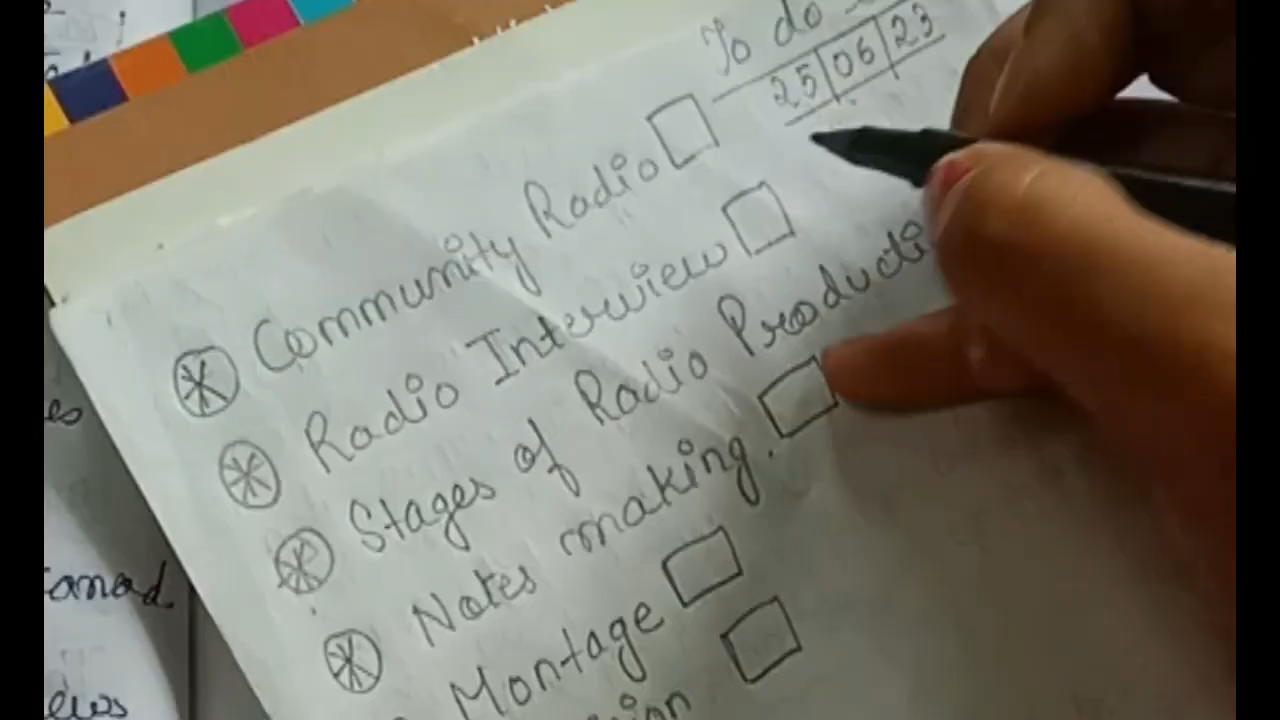 To do
25|06|23
Community Radio
Radio Interview
Stages of Radio Producti
Notes making.
Montage